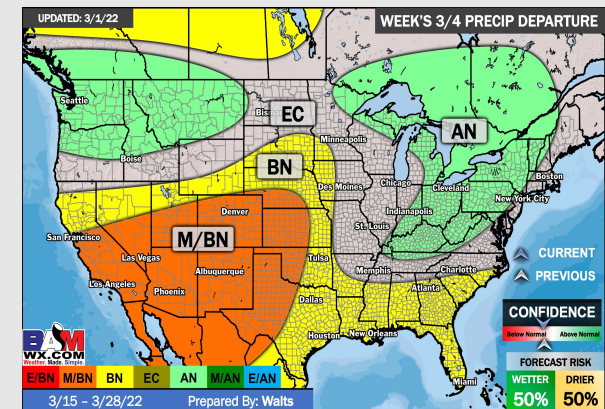 UPDATED: 3/1/22
WEEK'S 3/4 PRECIP DEPARTURE
Seattle
Bis
EC
AN
Minneapolis
Boise
BN
Boston
Des Moines
Chicago
Cleveland
New York City
Denver
Indianapolis
M/BN
St. Louis
San Francisco
Las Vegas
Tulsa
CURRENT
Albuquerque
Memphis
Charlotte
PREVIOUS
Los Angeles
Phoenix
Atlanta
Dallas
CONFIDENCE
Below Normal
Above Normal
Houston
New Orleans
BAM
WX.COM
Weather. Made. Simple.
FORECAST RISK
E/BN M/BN BN EC AN M/AN E/AN
Miami
WETTER DRIER
50% 50%
3/15 – 3/28/22 Prepared By: Walts